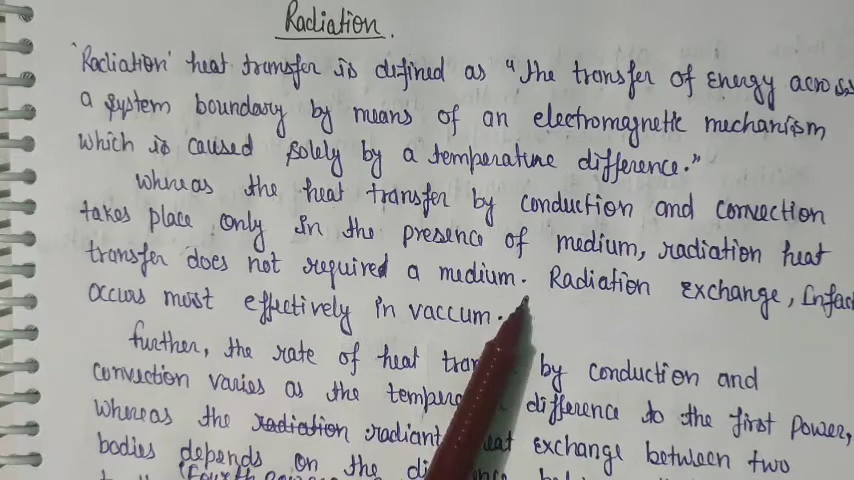 Radiation.
'Radiation' heat transfer is defined as "the transfer of energy across
a system boundary by means of an electromagnetic mechanism
which is caused solely by a temperature difference."
whereas the heat transfer by conduction and convection
takes place only in the presence of medium, radiation heat
transfer does not required a medium. Radiation exchange, Infact
occurs most effectively in vaccum.
further, the rate of heat tran by conduction and
convection varies as the tempera difference to the first power,
whereas the radiation radiant heat exchange between two
bodies depends on the di